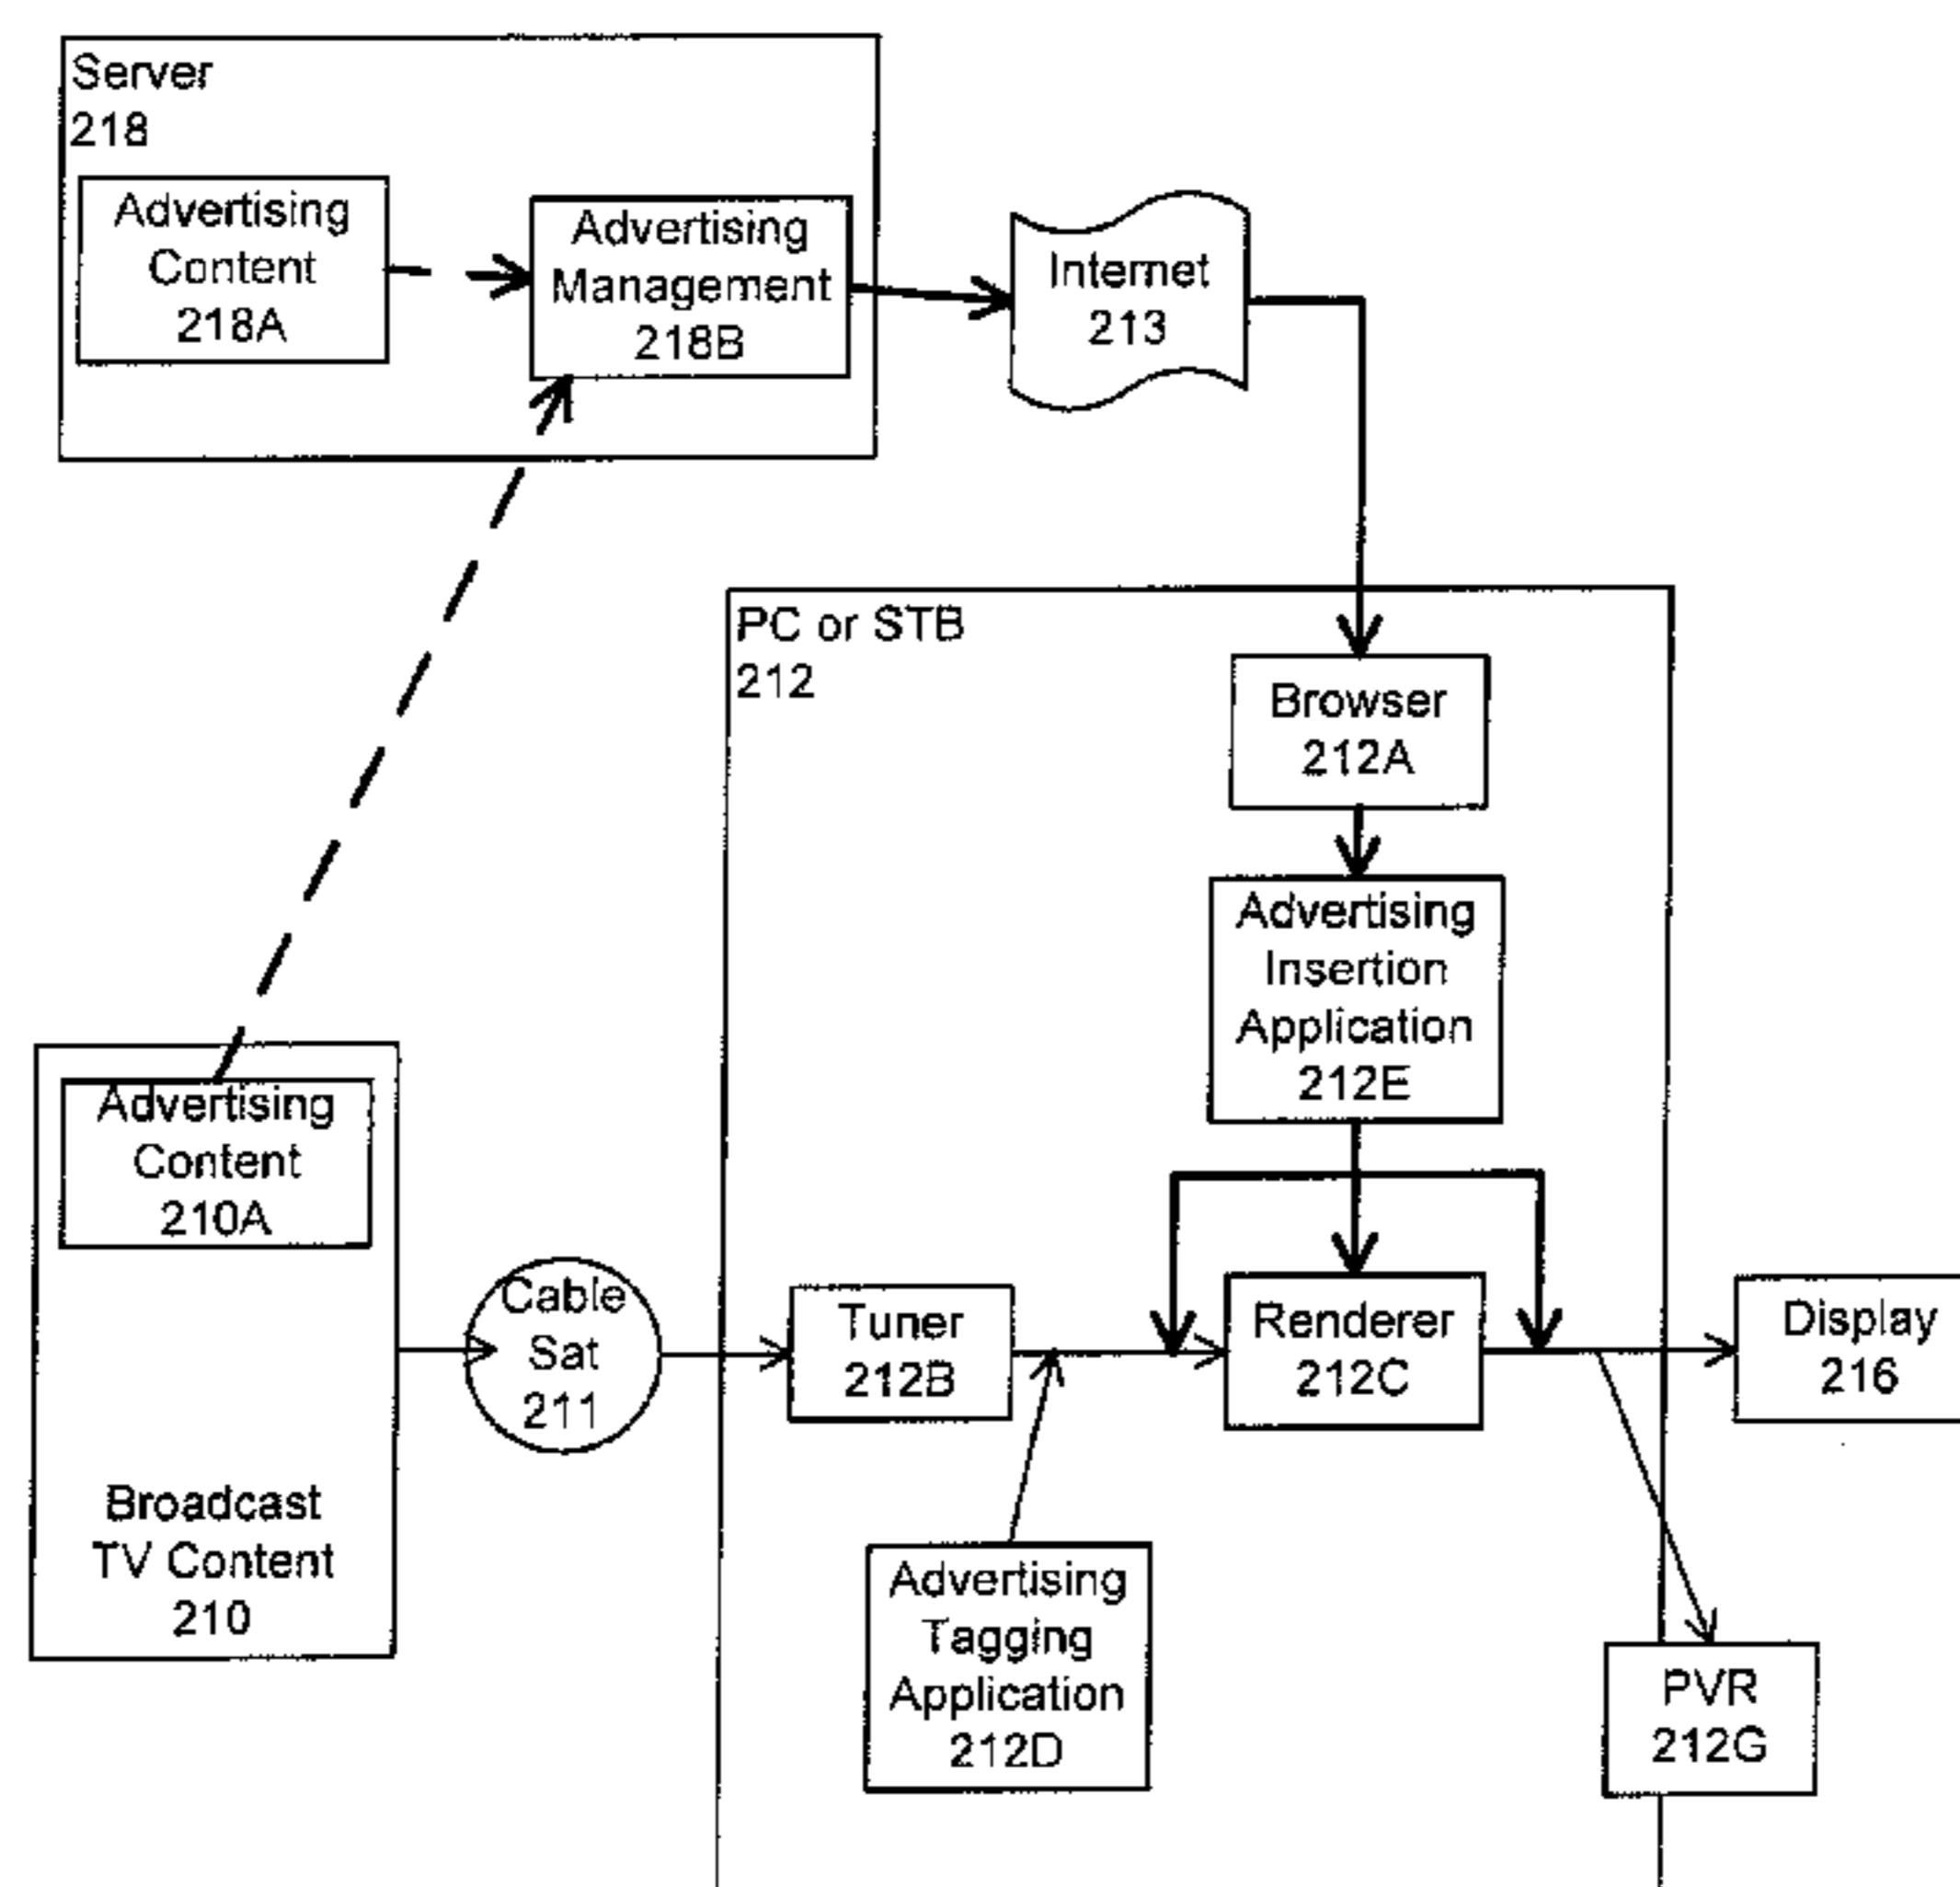 Server
218
Advertising
Content
218A
Advertising
Management
218B
Internet
213
PC or STB
212
Browser
212A
Advertising
Insertion
Application
212E
Advertising
Content
210A
Broadcast
TV Content
210
Cable
Sat
211
Tuner
212B
Renderer
212C
Display
216
Advertising
Tagging
Application
212D
PVR
212G